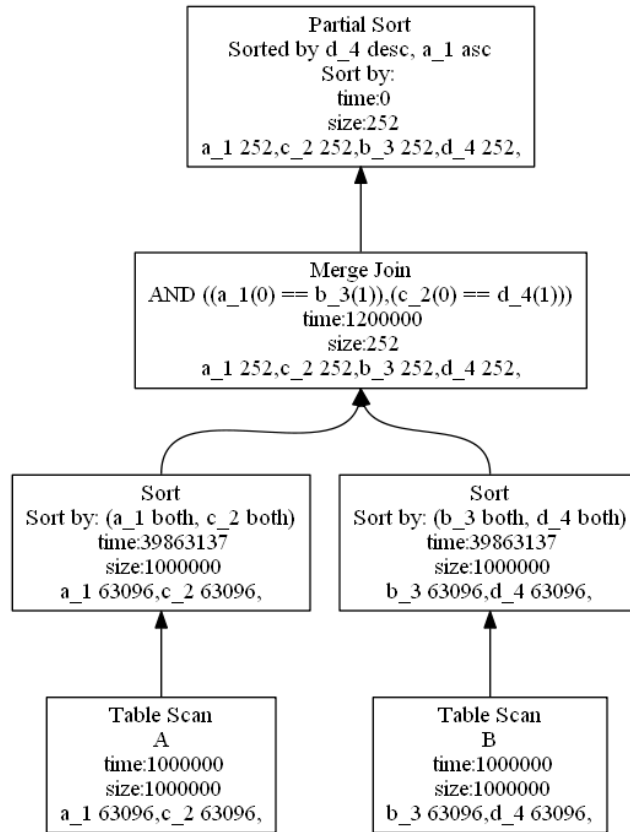 Partial Sort
Sorted by d_4 desc, a_1 asc
Sort by:
time:0
size:252
a_1 252,c_2 252,b_3 252,d_4 252,
Merge Join
AND ((a_1(0) == b_3(1)),(c_2(0) == d_4(1)))
time:1200000
size:252
a_1 252,c_2 252,b_3 252,d_4 252,
Sort
Sort by: (a_1 both, c_2 both)
time:39863137
size:1000000
a_1 63096,c_2 63096,
Sort
Sort by: (b_3 both, d_4 both)
time:39863137
size:1000000
b_3 63096,d_4 63096,
Table Scan
A
time:1000000
size:1000000
a_1 63096,c_2 63096,
Table Scan
B
time:1000000
size:1000000
b_3 63096,d_4 63096,